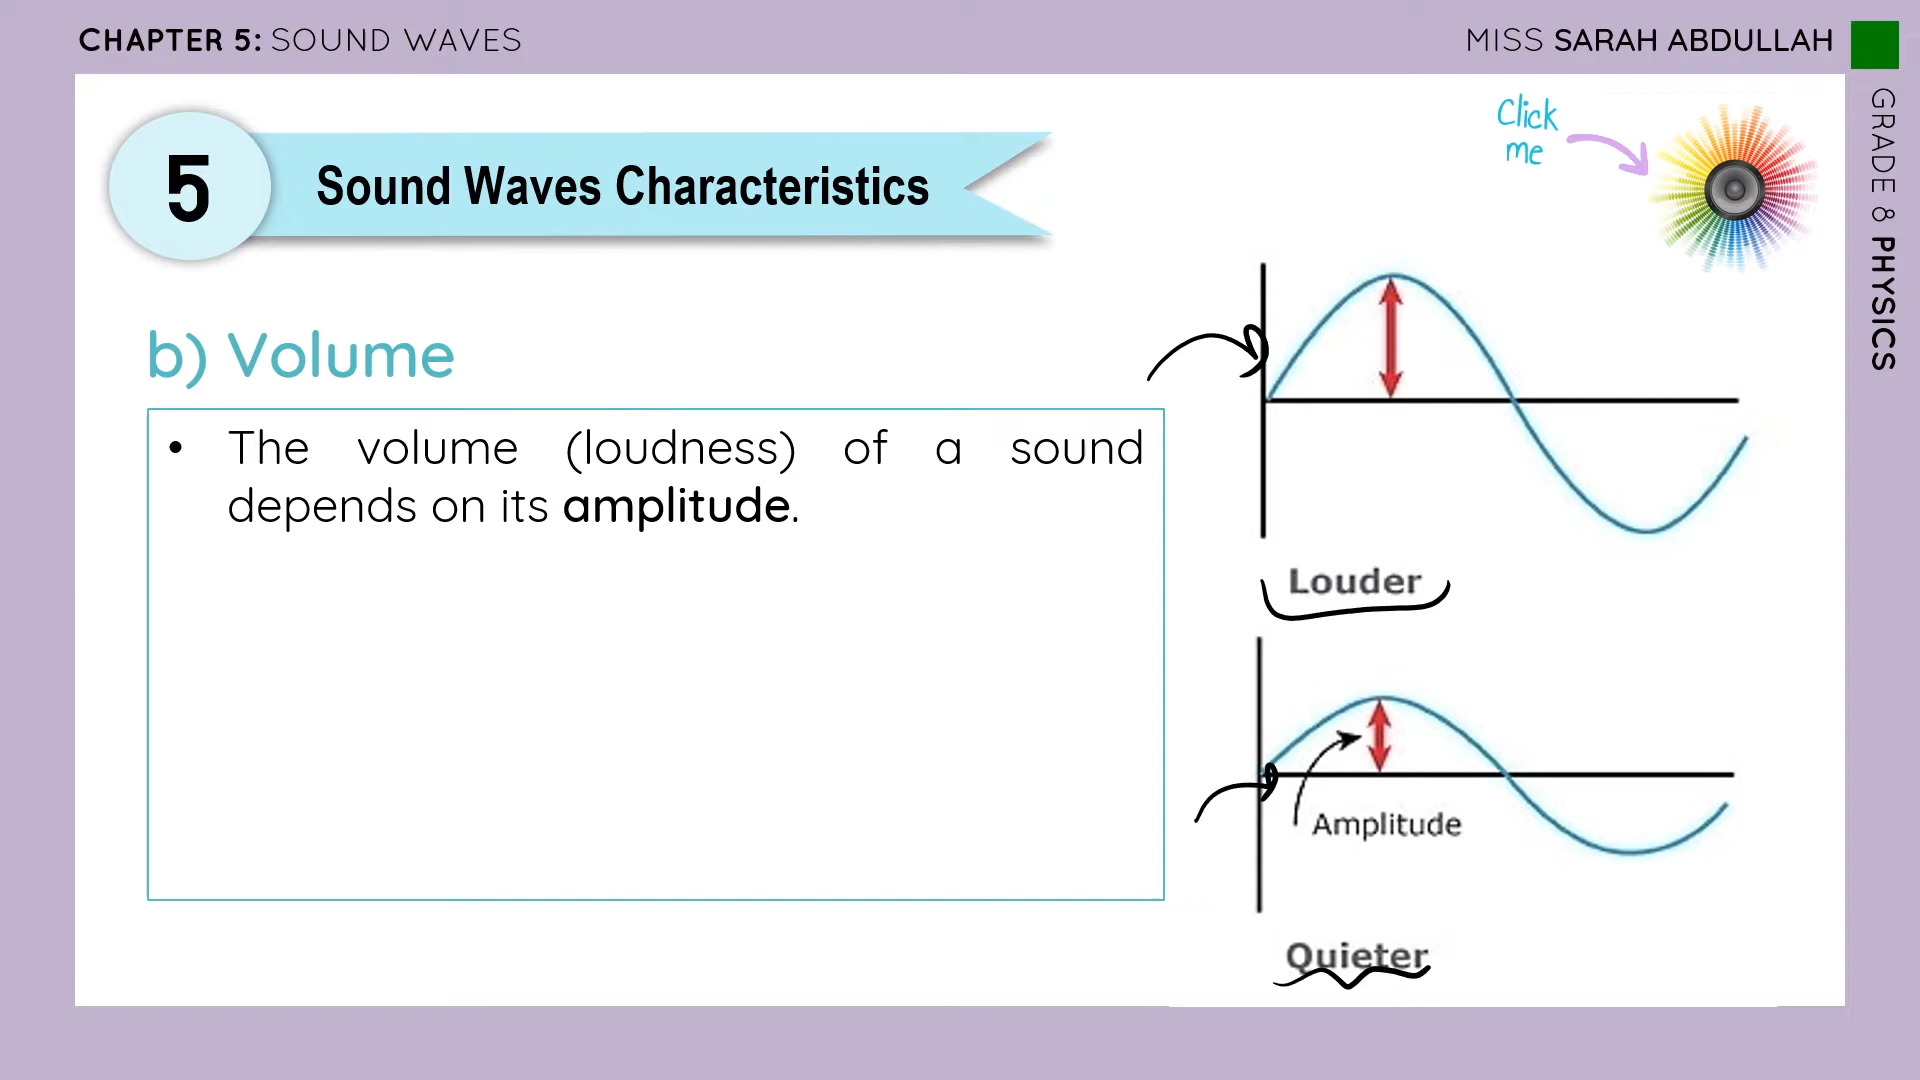 CHAPTER 5: SOUND WAVES
MISS SARAH ABDULLAH
GRADE 8 PHYSICS
Click
me
5
Sound Waves Characteristics
b) Volume
• The volume (loudness) of a sound
depends on its amplitude.
Louder
Amplitude
Quieter